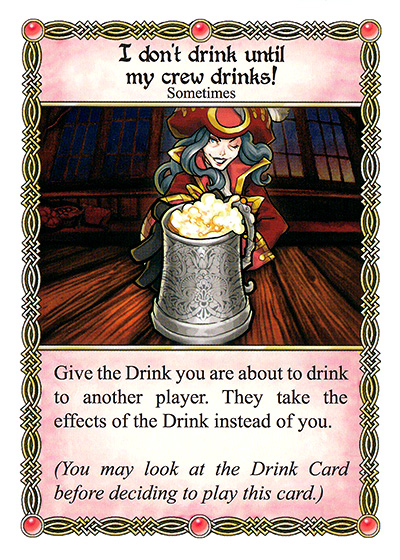 I don't drink until
my crew drinks!
Sometimes
Give the Drink you are about to drink
to another player. They take the
effects of the Drink instead of you.
(You may look at the Drink Card
before deciding to play this card.)